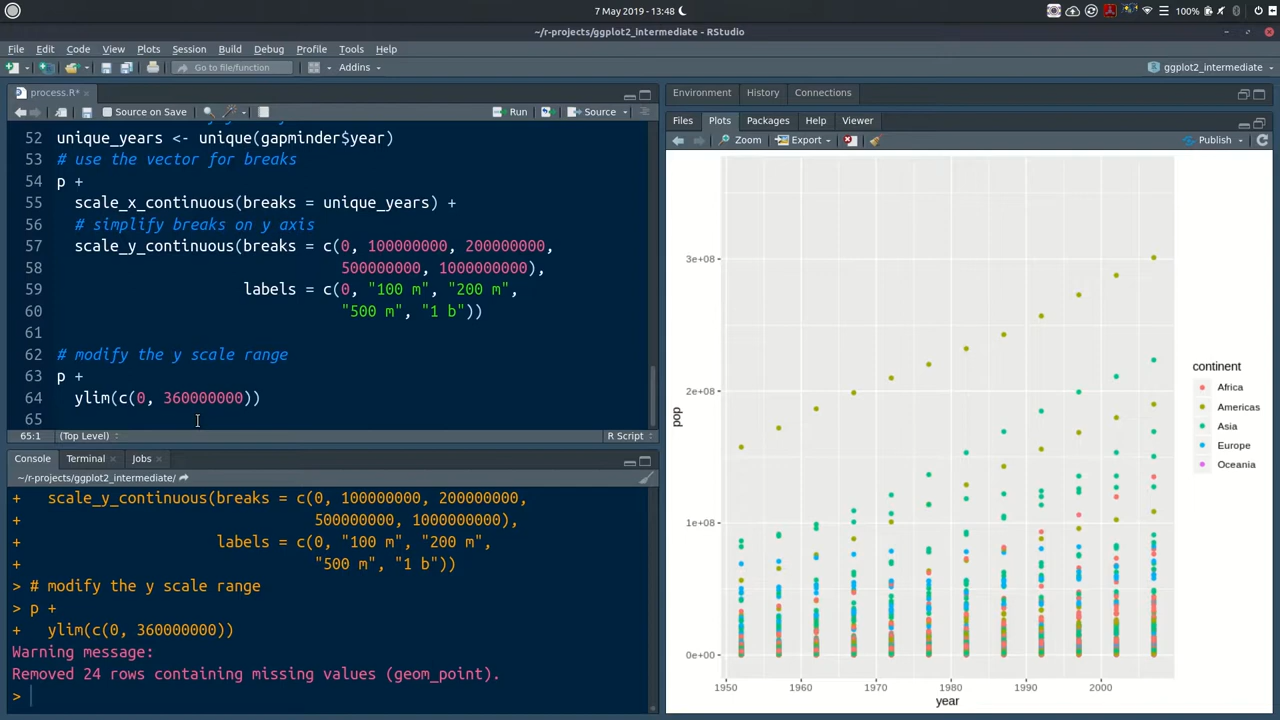 7 May 2019 - 13:48
100%
~/r-projects/ggplot2_intermediate - RStudio
File Edit Code View Plots Session Build Debug Profile Tools Help
Go to file/function Addins ggplot2_intermediate
process.R* Environment History Connections
Source on Save Run Source Files Plots Packages Help Viewer
Zoom Export Publish
52 unique_years <- unique(gapminder$year)
53 # use the vector for breaks
54 p +
55 scale_x_continuous(breaks = unique_years) +
56 # simplify breaks on y axis
57 scale_y_continuous(breaks = c(0, 100000000, 200000000,
58 500000000, 1000000000),
59 labels = c(0, "100 m", "200 m",
60 "500 m", "1 b"))
61
62 # modify the y scale range
63 p +
64 ylim(c(0, 360000000))
65
65:1 (Top Level) R Script
Console Terminal Jobs
~/r-projects/ggplot2_intermediate/
+ scale_y_continuous(breaks = c(0, 100000000, 200000000,
+ 500000000, 1000000000),
+ labels = c(0, "100 m", "200 m",
+ "500 m", "1 b"))
> # modify the y scale range
> p +
+ ylim(c(0, 360000000))
Warning message:
Removed 24 rows containing missing values (geom_point).
>
3e+08
2e+08
1e+08
0e+00
pop
1950 1960 1970 1980 1990 2000
year
continent
Africa
Americas
Asia
Europe
Oceania